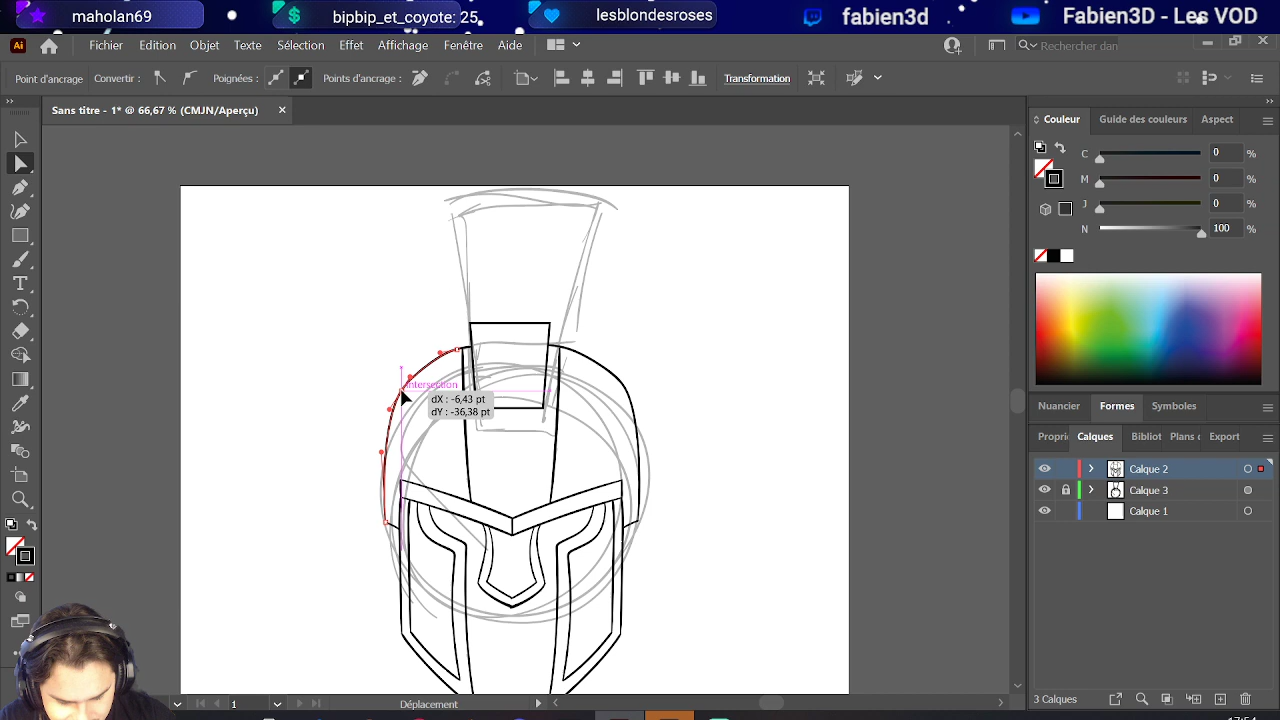 maholan69
bipbip_et_coyote: 25
lesblondesroses
fabien3d
Fabien3D - Les VOD
Ai
Fichier Edition Objet Texte Sélection Effet Affichage Fenêtre Aide
Rechercher dan
Point d'ancrage Convertir : Poignées : Points d'ancrage : Transformation
Sans titre - 1* @ 66,67 % (CMJN/Aperçu)
Couleur Guide des couleurs Aspect
C 0 %
M 0 %
J 0 %
N 100 %
intersection
dX : -6,43 pt
dY : -36,38 pt
Nuancier Formes Symboles
Propri Calques Bibliot Plans c Export
Calque 2
Calque 3
Calque 1
3 Calques
1
Déplacement